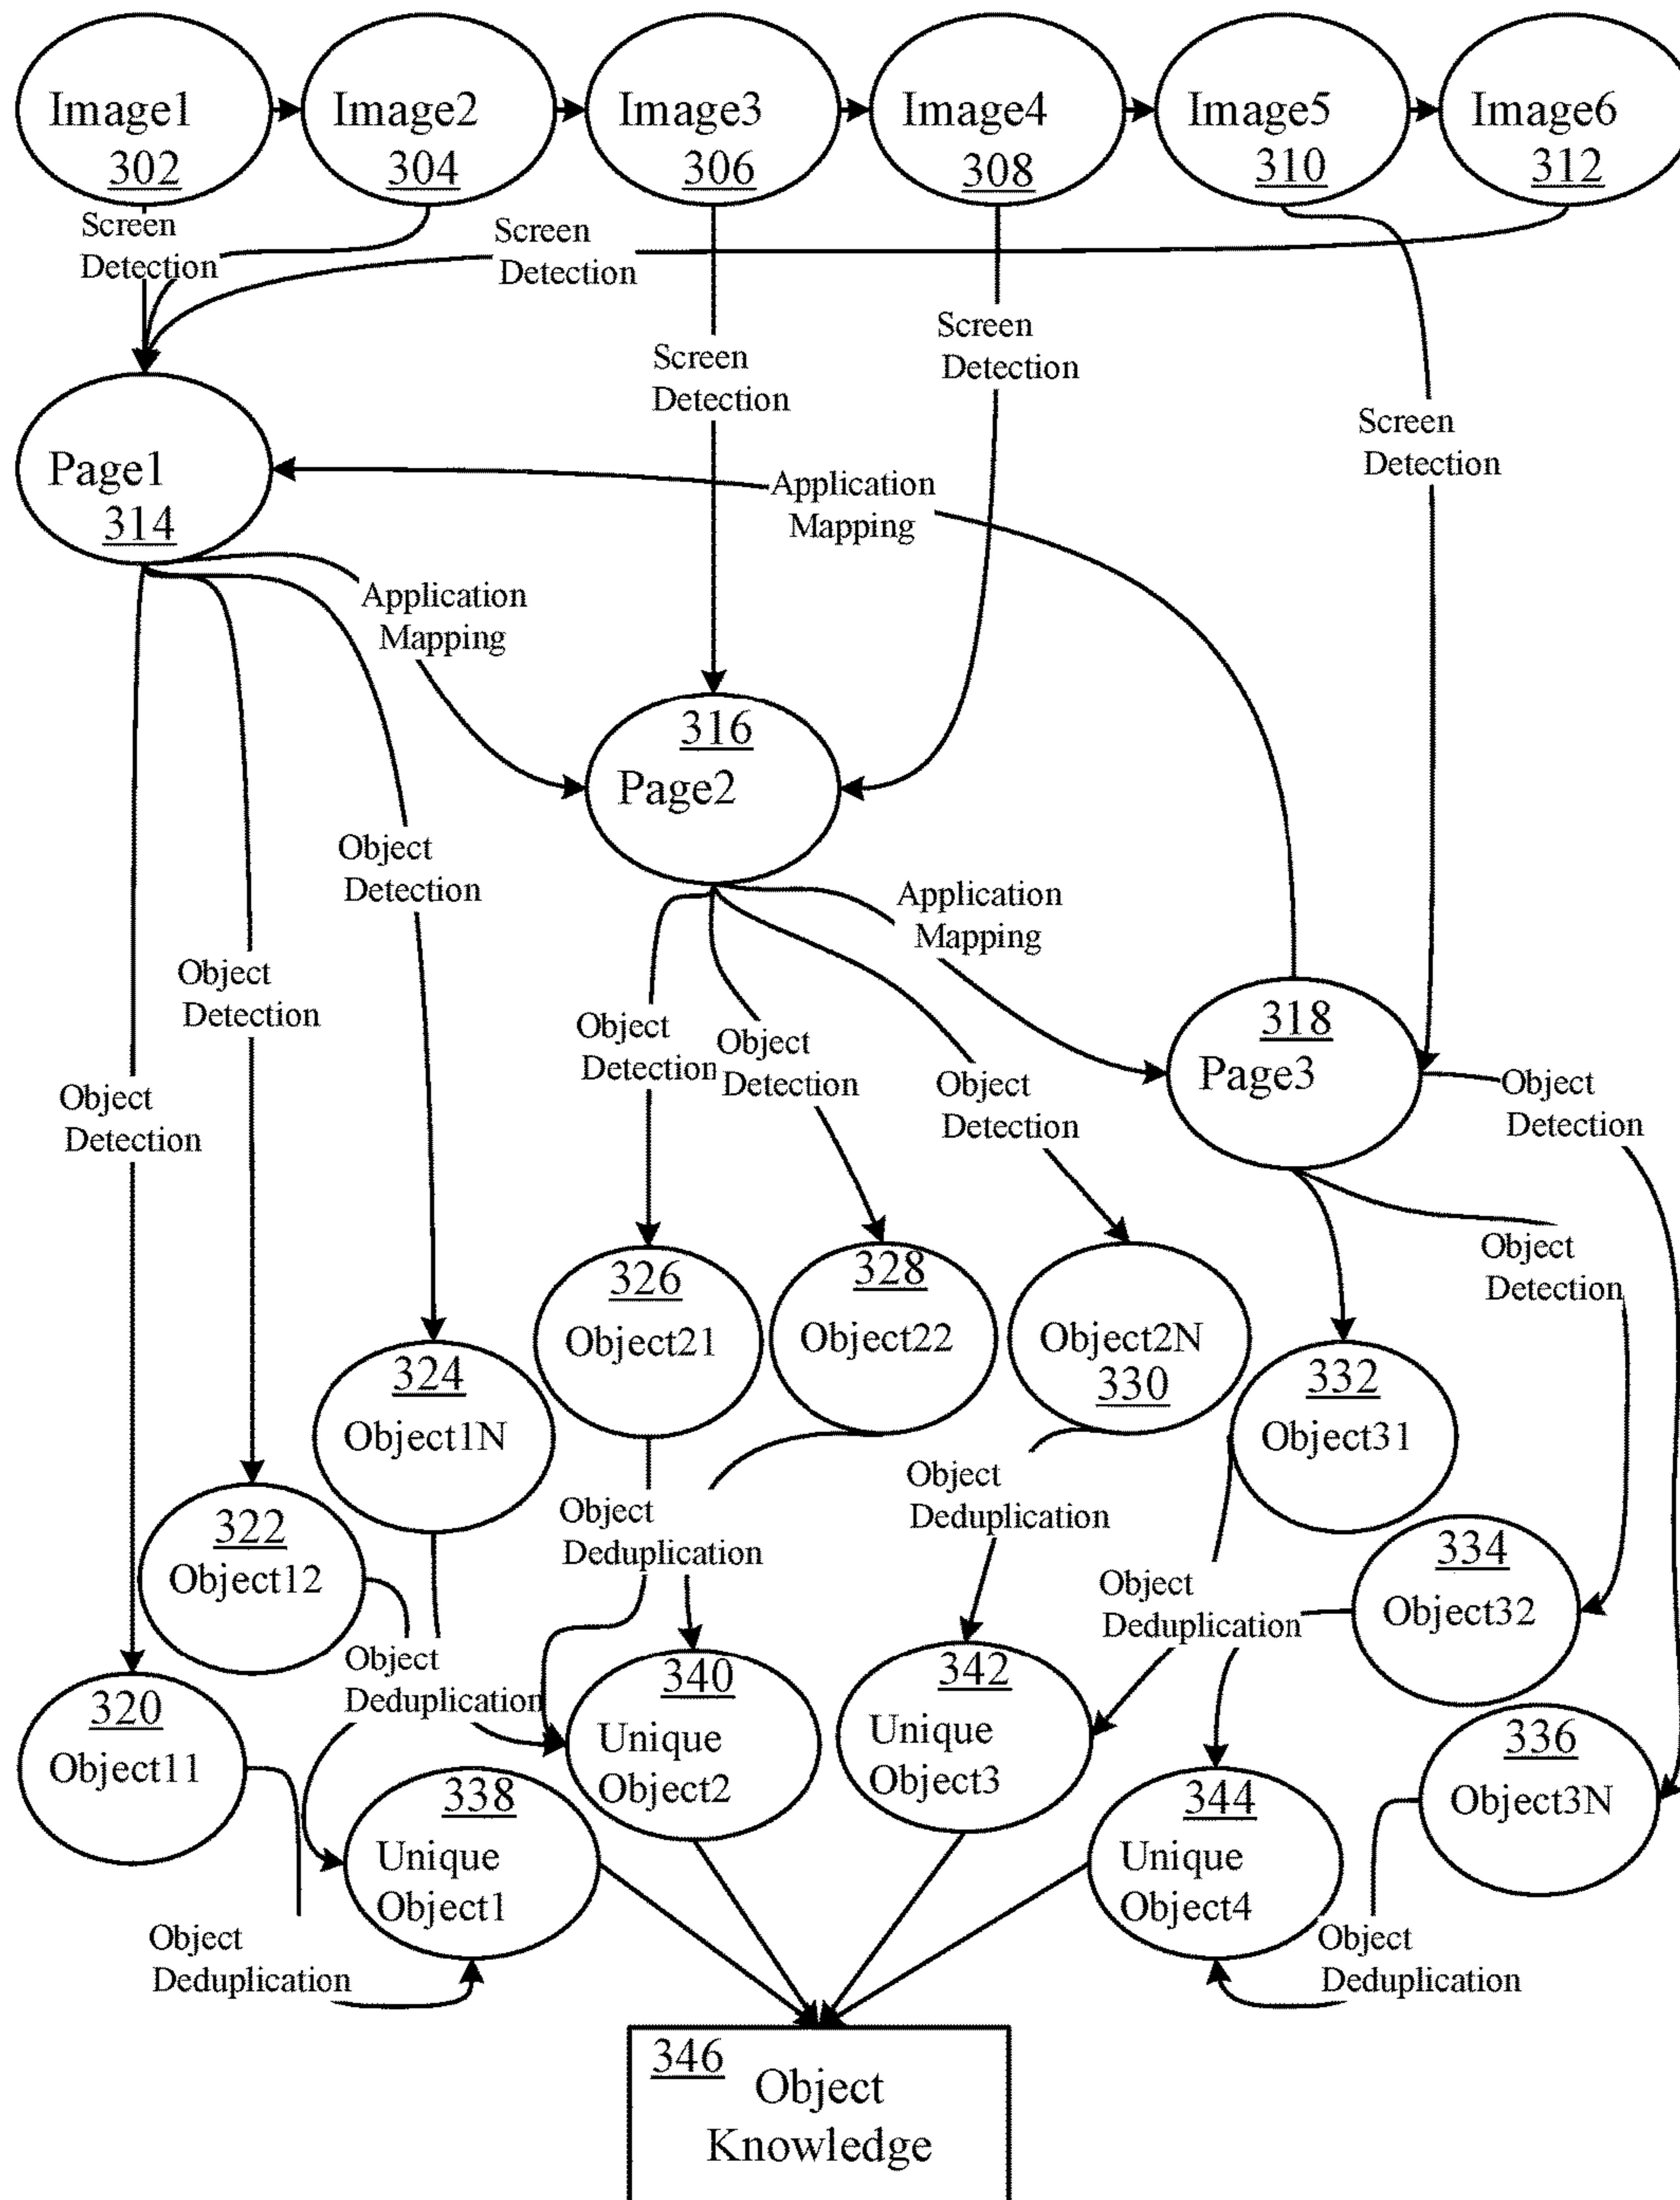 Image1
302
Image2
304
Image3
306
Image4
308
Image5
310
Image6
312
Screen
Detection
Screen
Detection
Screen
Detection
Screen
Detection
Screen
Detection
Page1
314
Application
Mapping
Application
Mapping
316
Page2
Object
Detection
Application
Mapping
Object
Detection
Object
Detection
Object
Detection
Object
Detection
Object
Detection
318
Page3
Object
Detection
Object
Detection
326
Object21
328
Object22
Object2N
330
332
Object31
324
Object1N
322
Object12
Object
Deduplication
Object
Deduplication
Object
Deduplication
334
Object32
Object
Deduplication
320
Object11
340
Unique
Object2
342
Unique
Object3
336
Object3N
338
Unique
Object1
344
Unique
Object4
Object
Deduplication
Object
Deduplication
346
Object
Knowledge